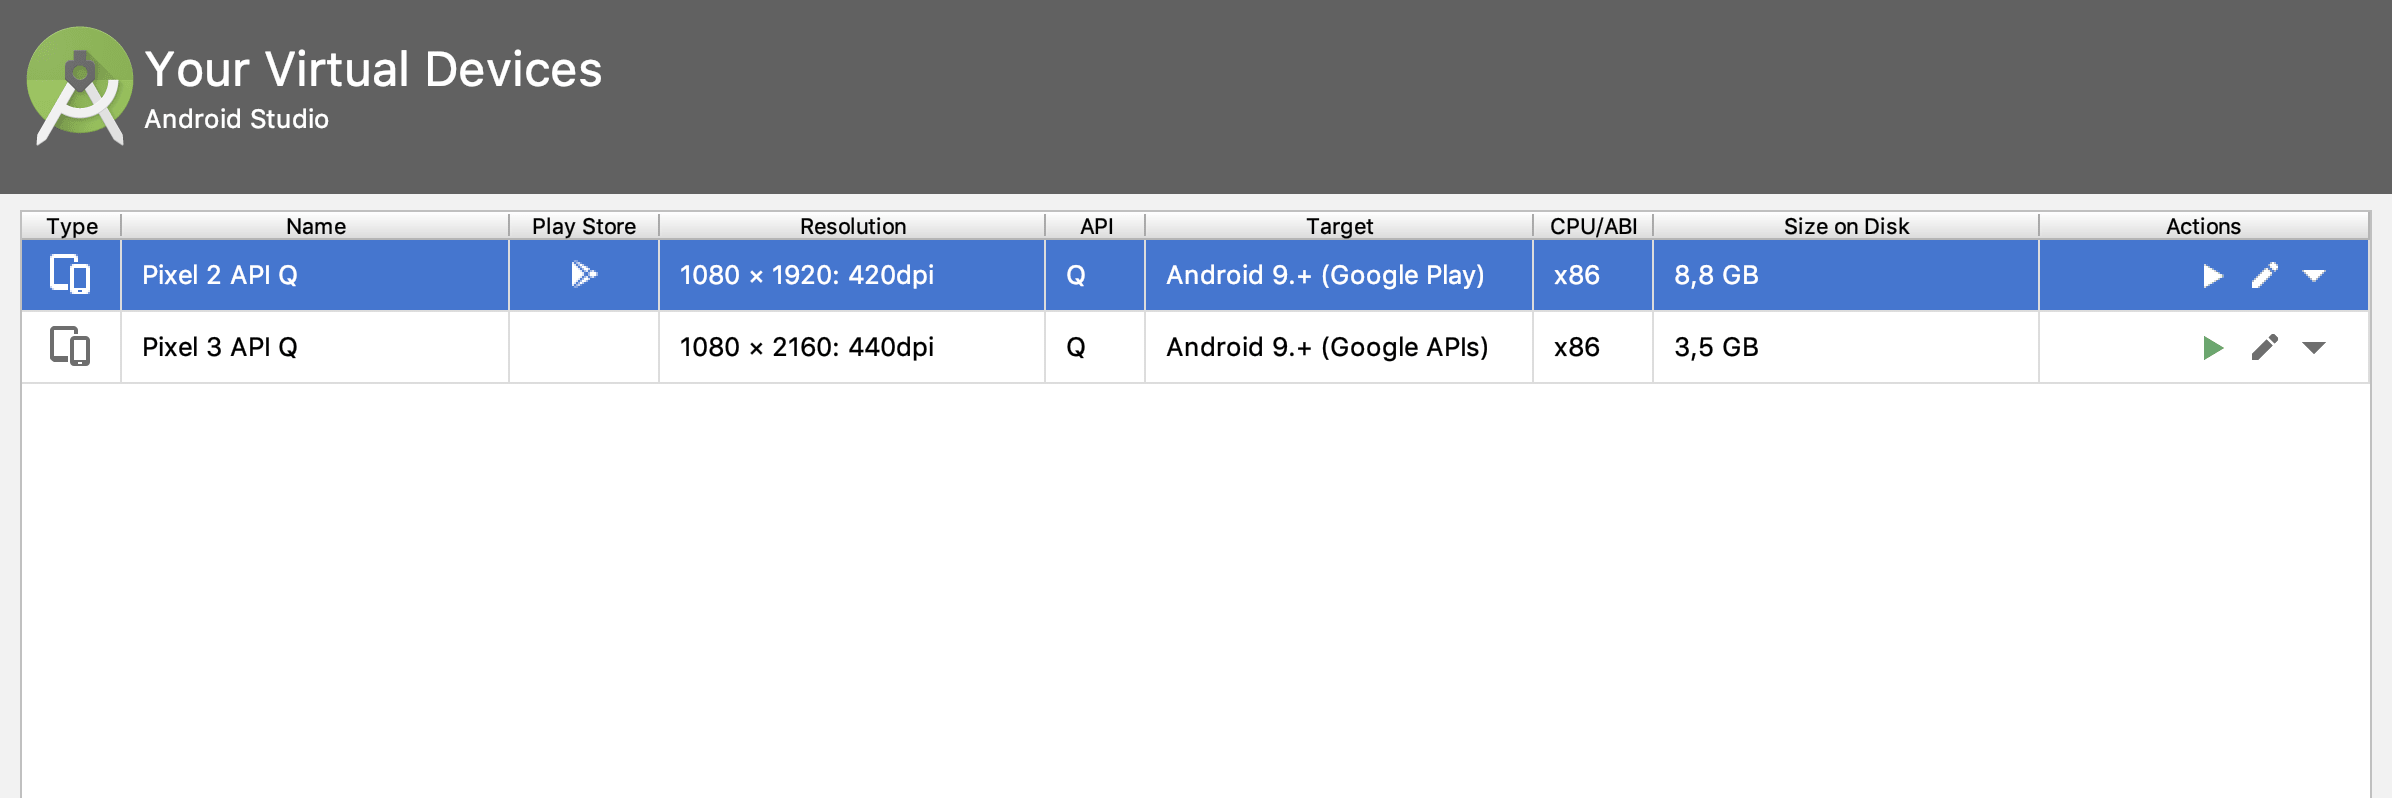 Your Virtual Devices
Android Studio
Type Name Play Store Resolution API Target CPU/ABI Size on Disk Actions
Pixel 2 API Q 1080 × 1920: 420dpi Q Android 9.+ (Google Play) x86 8,8 GB
Pixel 3 API Q 1080 × 2160: 440dpi Q Android 9.+ (Google APIs) x86 3,5 GB